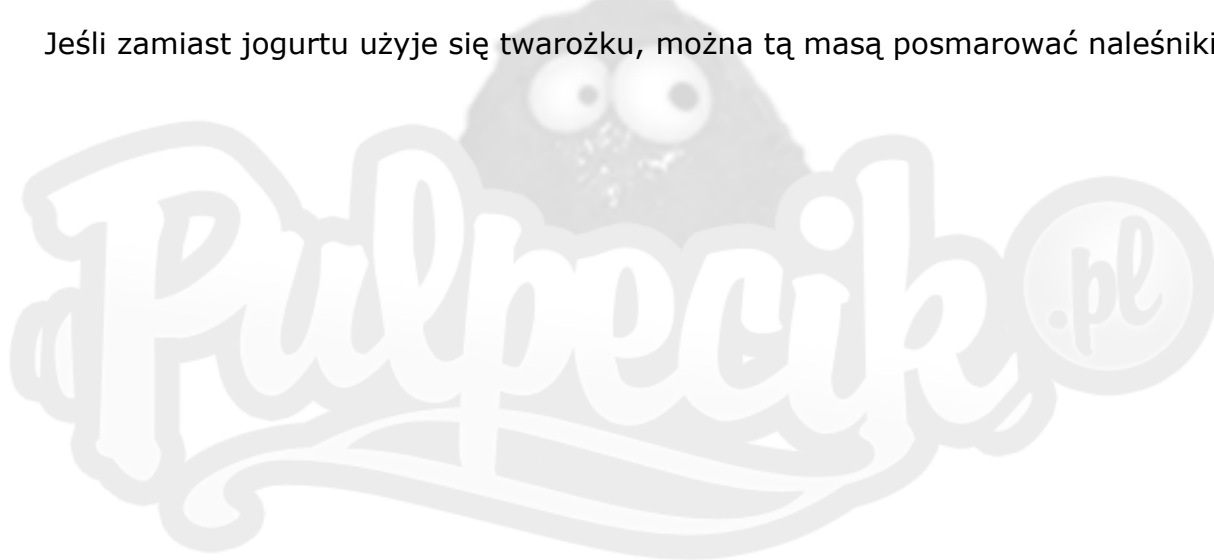 Jeśli zamiast jogurtu użyje się twarożku, można tą masą posmarować naleśniki
Pulpecik .pl